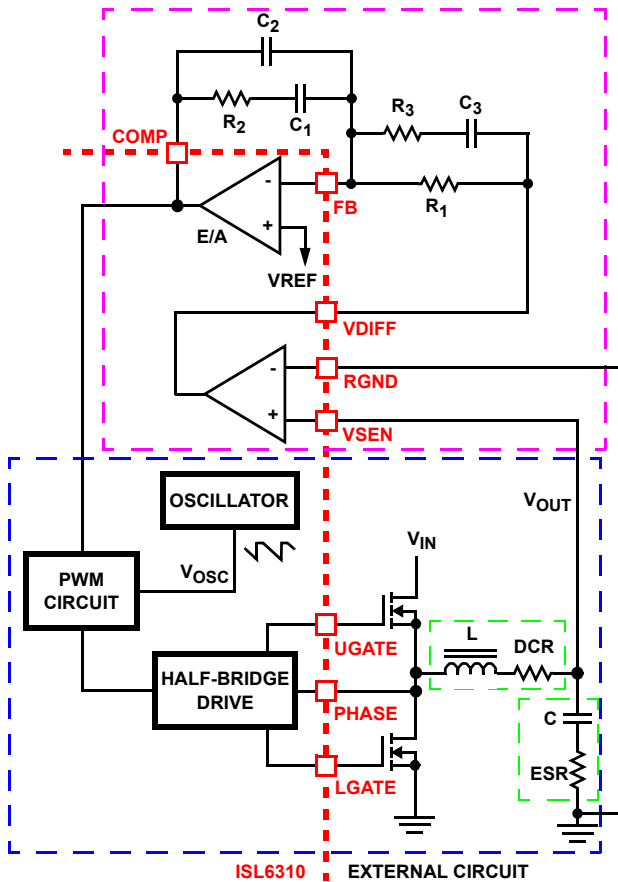 C2
R2
C1
R3
C3
COMP
R1
-
+
E/A
FB
VREF
VDIFF
-
+
RGND
VSEN
OSCILLATOR
VOUT
VIN
PWM
CIRCUIT
VOSC
UGATE
L
DCR
HALF-BRIDGE
DRIVE
PHASE
C
ESR
LGATE
ISL6310
EXTERNAL CIRCUIT